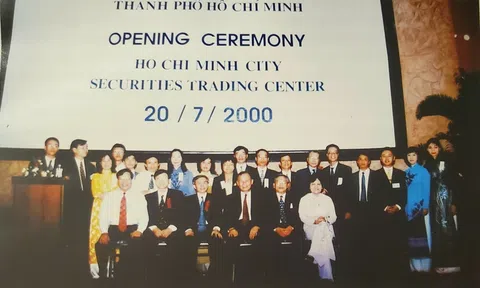 THÀNH PHỐ HỒ CHÍ MINH
OPENING CEREMONY
HO CHI MINH CITY
SECURITIES TRADING CENTER
20 / 7 / 2000